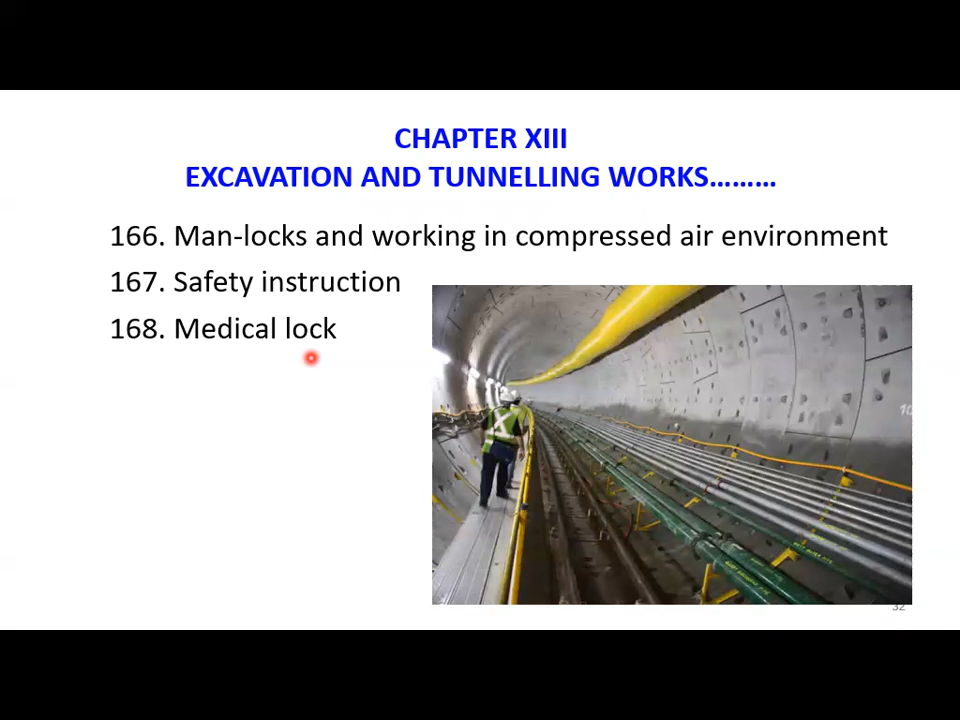 CHAPTER XIII
EXCAVATION AND TUNNELLING WORKS.........
166. Man-locks and working in compressed air environment
167. Safety instruction
168. Medical lock
10
32